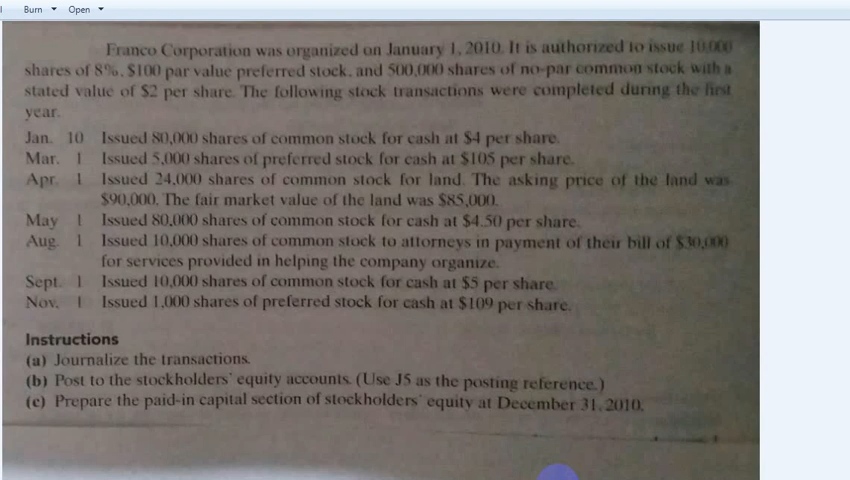 Burn Open
Franco Corporation was organized on January 1, 2010. It is authorized to issue 10,000
shares of 8%, $100 par value preferred stock, and 500,000 shares of no-par common stock with a
stated value of $2 per share. The following stock transactions were completed during the first
year.
Jan. 10 Issued 80,000 shares of common stock for cash at $4 per share.
Mar. 1 Issued 5,000 shares of preferred stock for cash at $105 per share.
Apr. 1 Issued 24,000 shares of common stock for land. The asking price of the land was
$90,000. The fair market value of the land was $85,000.
May 1 Issued 80,000 shares of common stock for cash at $4.50 per share.
Aug. 1 Issued 10,000 shares of common stock to attorneys in payment of their bill of $30,000
for services provided in helping the company organize.
Sept. 1 Issued 10,000 shares of common stock for cash at $5 per share.
Nov. 1 Issued 1,000 shares of preferred stock for cash at $109 per share.
Instructions
(a) Journalize the transactions.
(b) Post to the stockholders' equity accounts. (Use J5 as the posting reference.)
(c) Prepare the paid-in capital section of stockholders' equity at December 31, 2010.